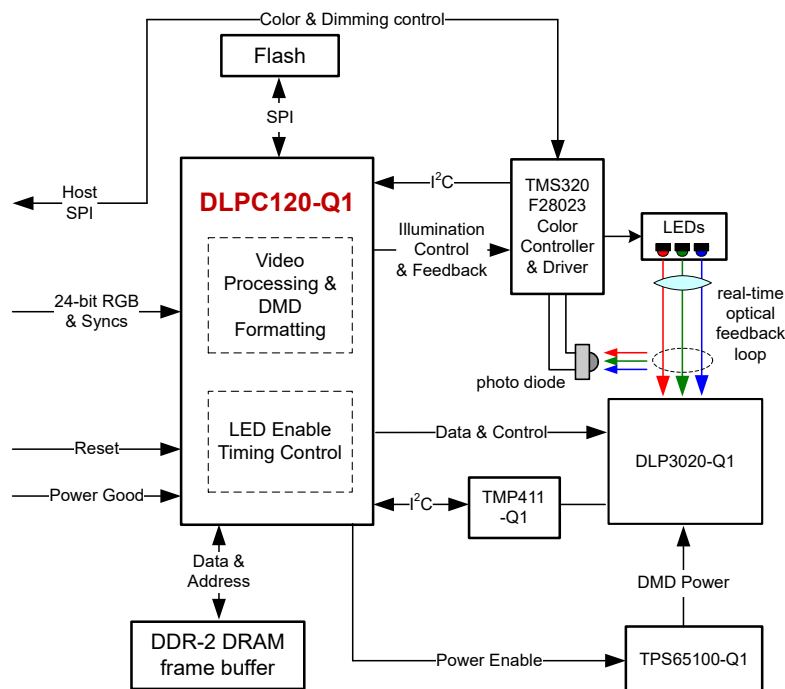 Color & Dimming control
Flash
SPI
Host
SPI
DLPC120-Q1
I²C
TMS320
F28023
Color
Controller
& Driver
LEDs
Illumination
Control
& Feedback
Video
Processing &
DMD
Formatting
24-bit RGB
& Syncs
real-time
optical
feedback
loop
photo diode
LED Enable
Timing Control
Reset
Data & Control
DLP3020-Q1
Power Good
I²C
TMP411
-Q1
Data &
Address
DMD Power
DDR-2 DRAM
frame buffer
Power Enable
TPS65100-Q1